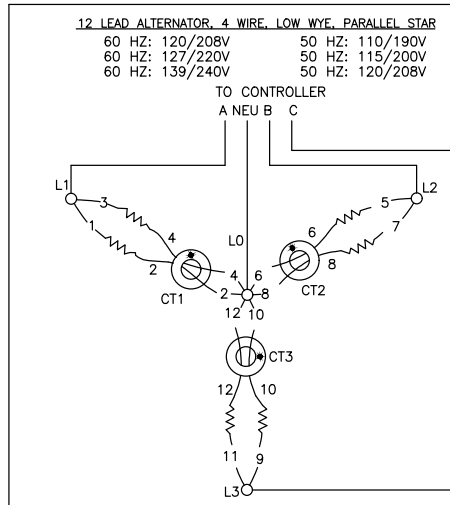 12 LEAD ALTERNATOR, 4 WIRE, LOW WYE, PARALLEL STAR
60 HZ: 120/208V 50 HZ: 110/190V
60 HZ: 127/220V 50 HZ: 115/200V
60 HZ: 139/240V 50 HZ: 120/208V
TO CONTROLLER
A NEU B C
L1 L2
3 5
1 4 L0 6 7
2 4 6 8
CT1 2 8 CT2
12 10
CT3
12 10
11 9
L3